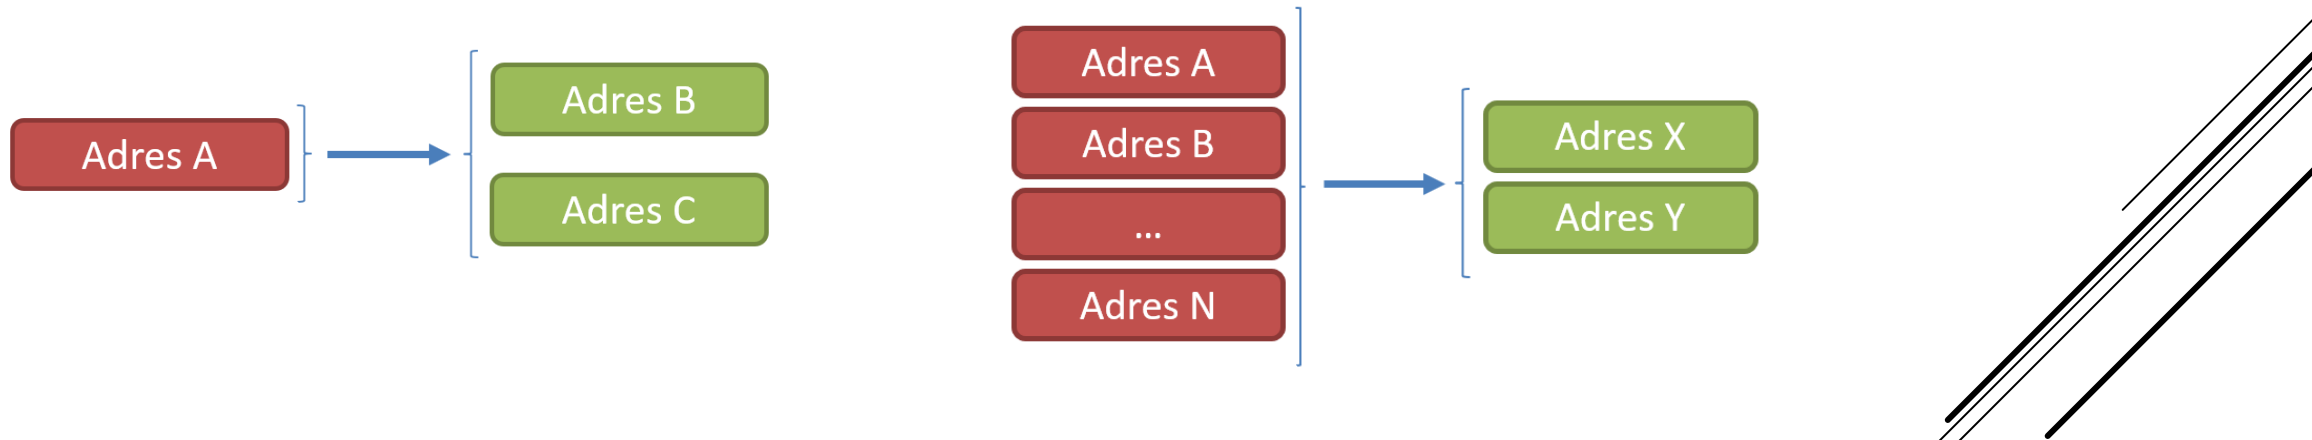 Adres A
Adres B
Adres C
Adres A
Adres B
...
Adres N
Adres X
Adres Y